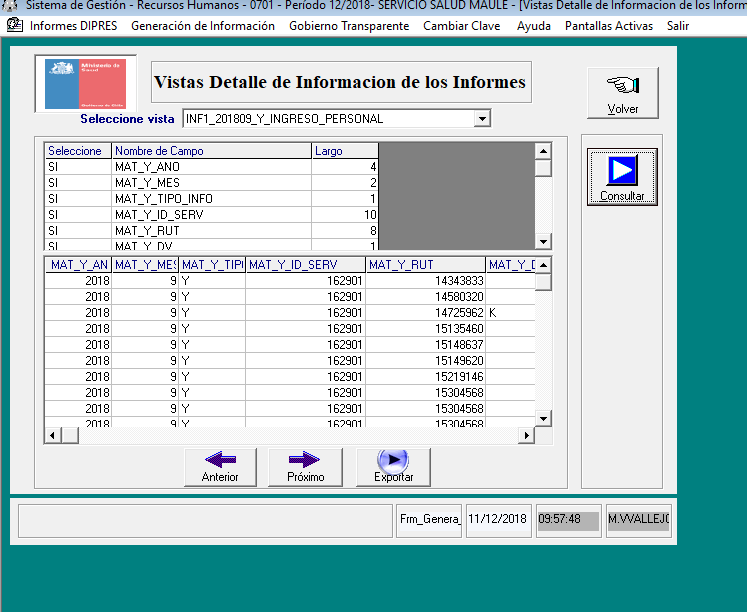 Sistema de Gestión - Recursos Humanos - 0701 - Período 12/2018- SERVICIO SALUD MAULE - [Vistas Detalle de Informacion de los Inform
Informes DIPRES Generación de Información Gobierno Transparente Cambiar Clave Ayuda Pantallas Activas Salir
Ministerio de
Salud
Gobierno de Chile
Vistas Detalle de Informacion de los Informes
Volver
Seleccione vista INF1_201809_Y_INGRESO_PERSONAL
Consultar
Seleccione Nombre de Campo Largo
SI MAT_Y_ANO 4
SI MAT_Y_MES 2
SI MAT_Y_TIPO_INFO 1
SI MAT_Y_ID_SERV 10
SI MAT_Y_RUT 8
SI MAT_Y_DV 1
MAT_Y_AN MAT_Y_MES MAT_Y_TIPI MAT_Y_ID_SERV MAT_Y_RUT MAT_Y_D
2018 9 Y 162901 14343833
2018 9 Y 162901 14580320
2018 9 Y 162901 14725962 K
2018 9 Y 162901 15135460
2018 9 Y 162901 15148637
2018 9 Y 162901 15149620
2018 9 Y 162901 15219146
2018 9 Y 162901 15304568
2018 9 Y 162901 15304568
2018 9 Y 162901 15304568
Anterior Próximo Exportar
Frm_Genera_ 11/12/2018 09:57:48 M.VVALLEJO